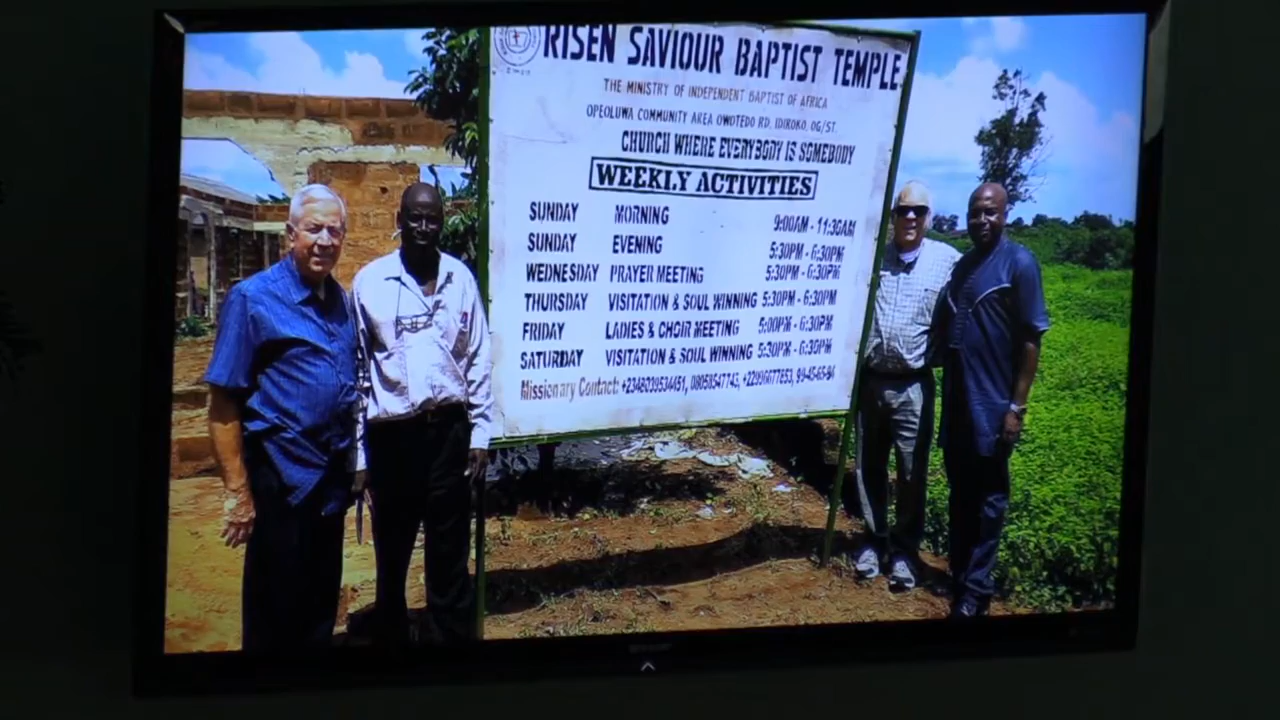 RISEN SAVIOUR BAPTIST TEMPLE
THE MINISTRY OF INDEPENDENT BAPTIST OF AFRICA
OPEOLUWA COMMUNITY AREA OWOTEDO RD, IDIROKO, OG/ST.
CHURCH WHERE EVERYBODY IS SOMEBODY
WEEKLY ACTIVITIES
SUNDAY MORNING 9:00AM - 11:30AM
SUNDAY EVENING 5:30PM - 6:30PM
WEDNESDAY PRAYER MEETING 5:30PM - 6:30PM
THURSDAY VISITATION & SOUL WINNING 5:30PM - 6:30PM
FRIDAY LADIES & CHOIR MEETING 5:00PM - 6:30PM
SATURDAY VISITATION & SOUL WINNING 5:30PM - 6:30PM
Missionary Contact: